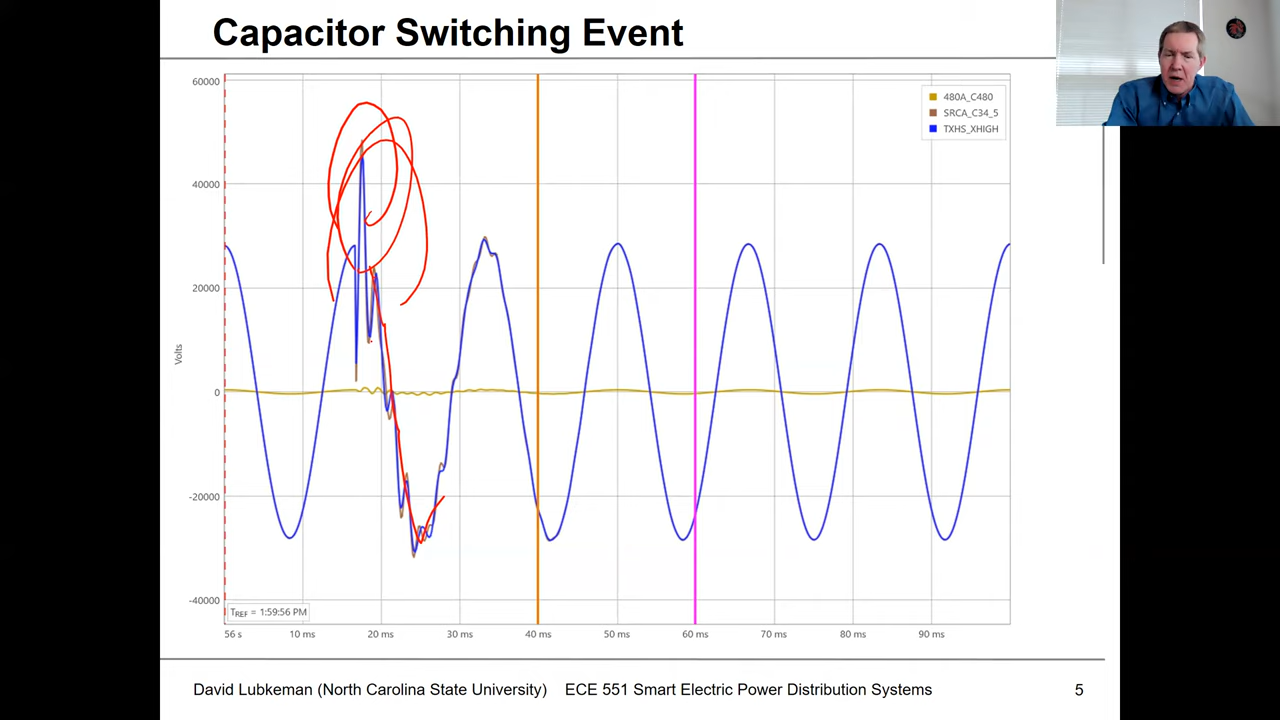 Capacitor Switching Event
60000
40000
20000
0
-20000
-40000
Volts
480A_C480
SRCA_C34_5
TXHS_XHIGH
TREF = 1:59:56 PM
56 s 10 ms 20 ms 30 ms 40 ms 50 ms 60 ms 70 ms 80 ms 90 ms
David Lubkeman (North Carolina State University) ECE 551 Smart Electric Power Distribution Systems 5